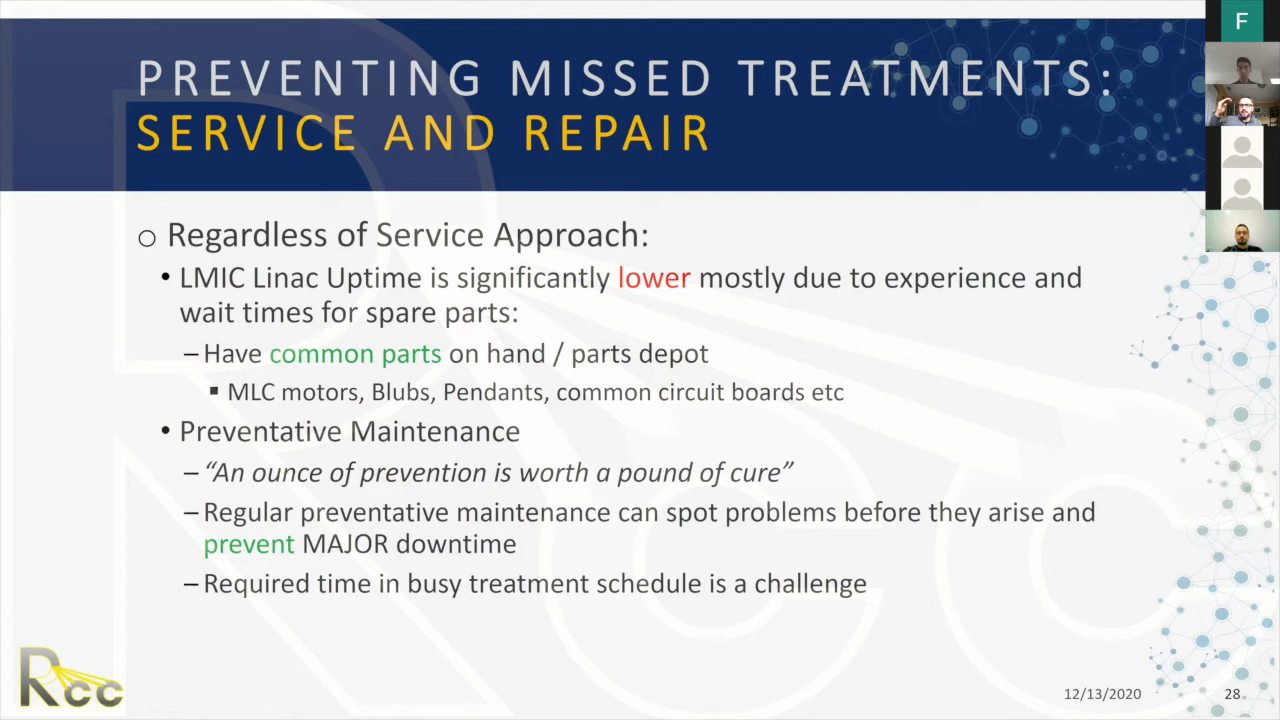 F
PREVENTING MISSED TREATMENTS:
SERVICE AND REPAIR
o Regardless of Service Approach:
• LMIC Linac Uptime is significantly lower mostly due to experience and
wait times for spare parts:
– Have common parts on hand / parts depot
▪ MLC motors, Blubs, Pendants, common circuit boards etc
• Preventative Maintenance
– “An ounce of prevention is worth a pound of cure”
– Regular preventative maintenance can spot problems before they arise and
prevent MAJOR downtime
– Required time in busy treatment schedule is a challenge
Rcc
12/13/2020 28